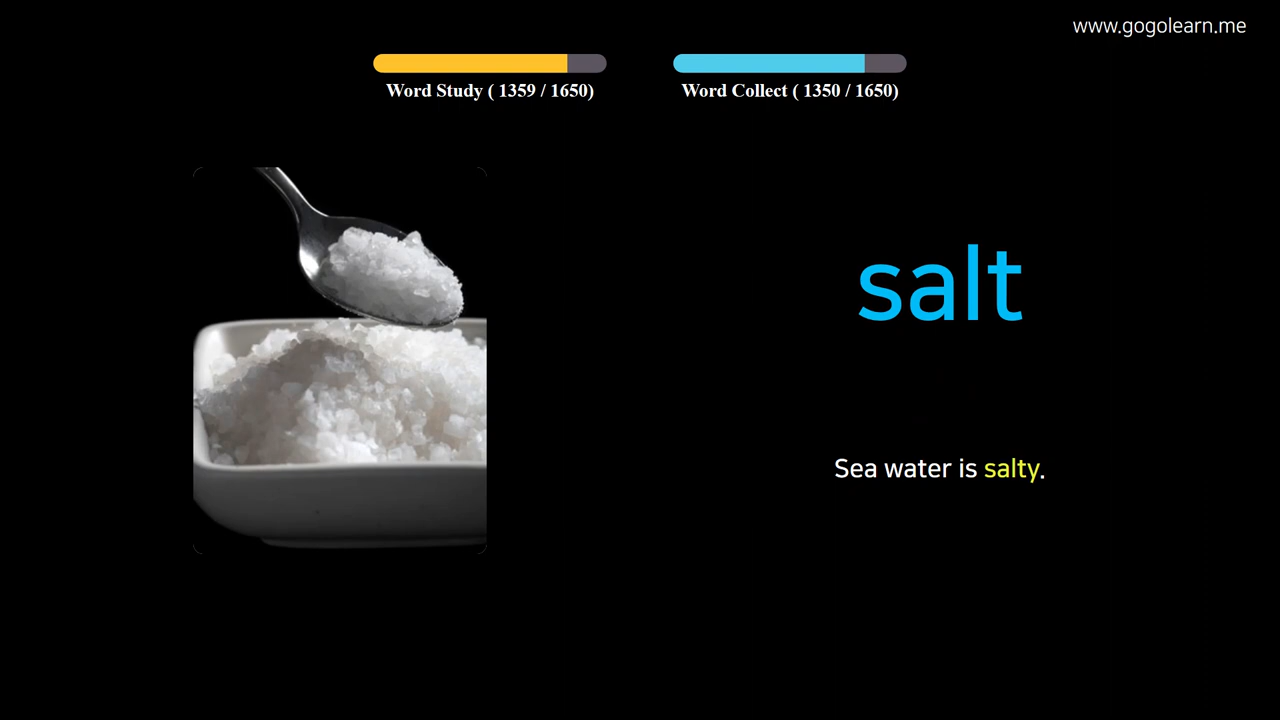 www.gogolearn.me
Word Study ( 1359 / 1650)
Word Collect ( 1350 / 1650)
salt
Sea water is salty.